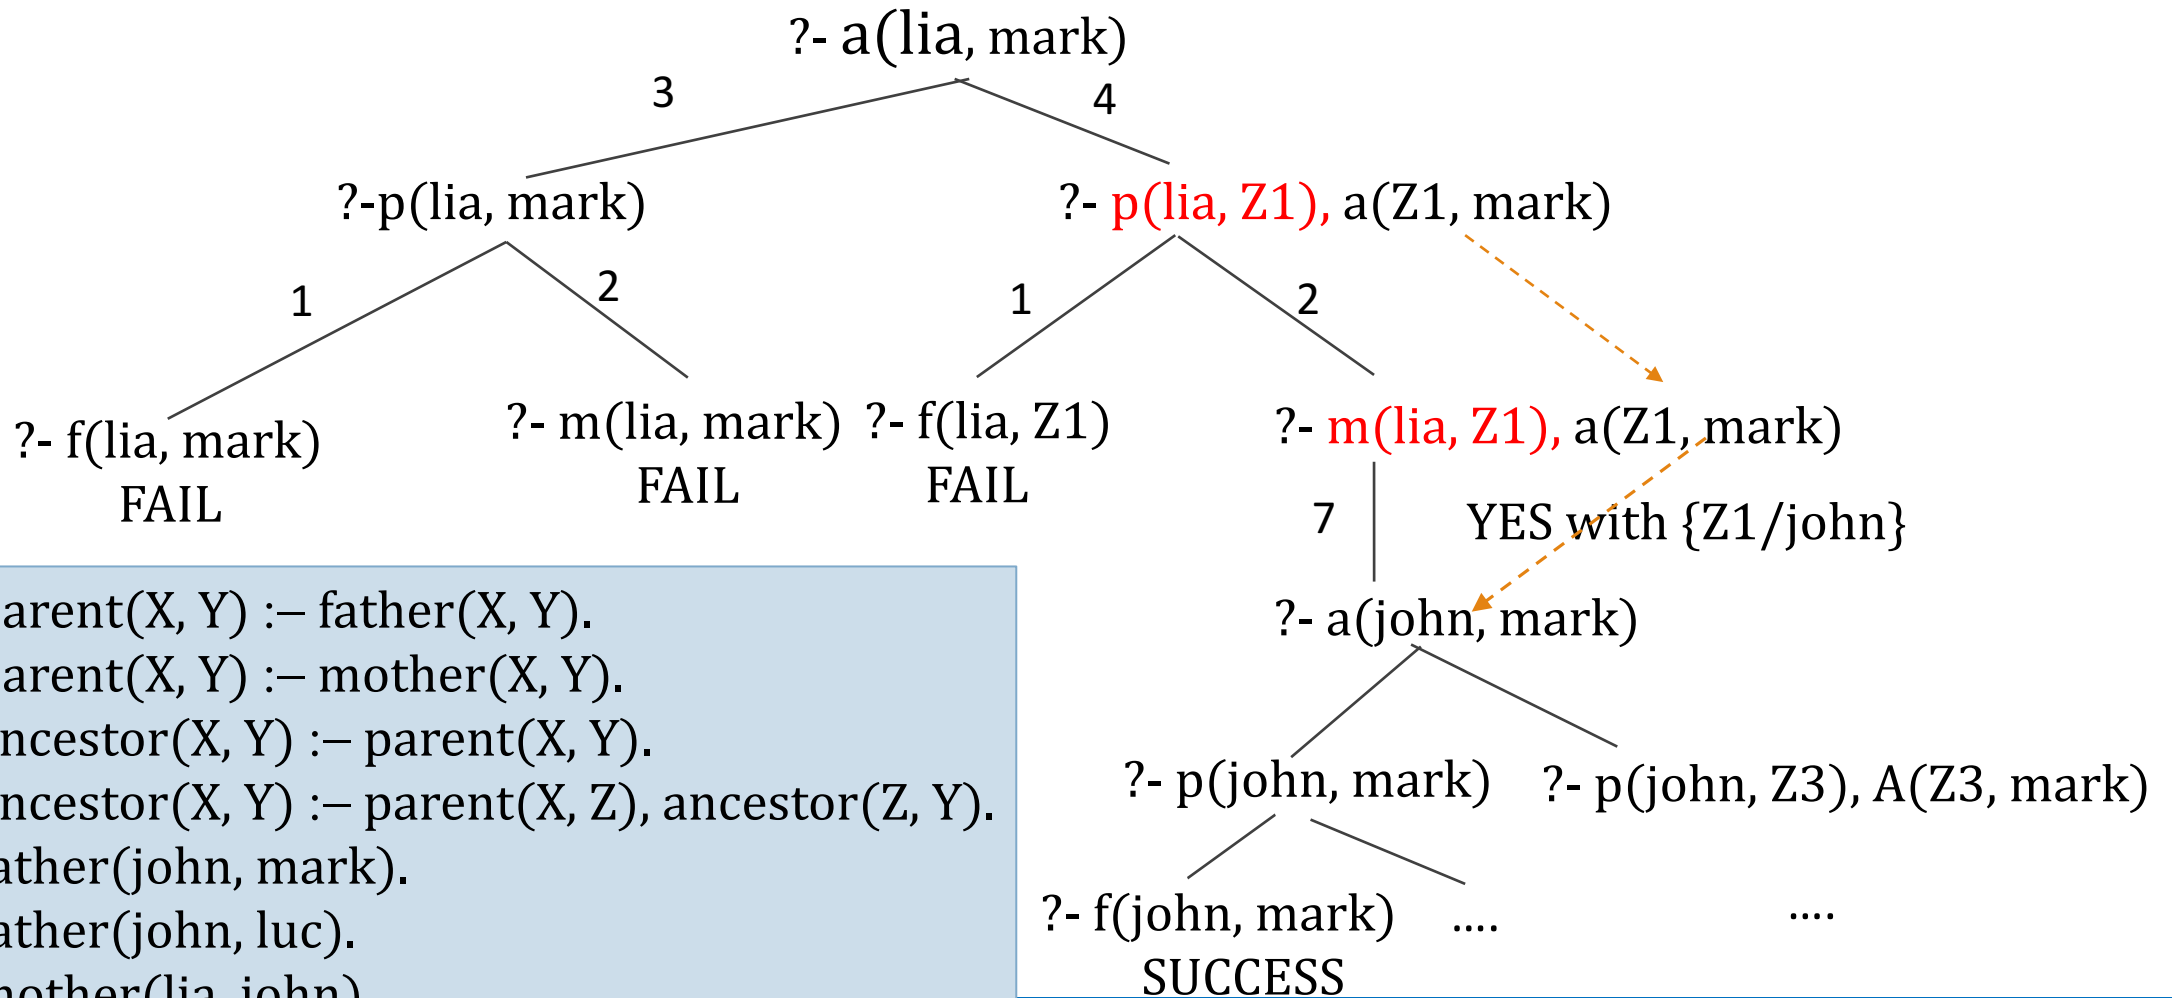 ?- a(lia, mark)
3
4
?-p(lia, mark)
?- p(lia, Z1), a(Z1, mark)
1
2
1
2
?- f(lia, mark)
FAIL
?- m(lia, mark)
FAIL
?- f(lia, Z1)
FAIL
?- m(lia, Z1), a(Z1, mark)
7
YES with {Z1/john}
?- a(john, mark)
?- p(john, mark)
?- p(john, Z3), A(Z3, mark)
?- f(john, mark)
SUCCESS
....
....
arent(X, Y) :– father(X, Y).
arent(X, Y) :– mother(X, Y).
ncestor(X, Y) :– parent(X, Y).
ncestor(X, Y) :– parent(X, Z), ancestor(Z, Y).
ather(john, mark).
ather(john, luc).
mother(lia, john)